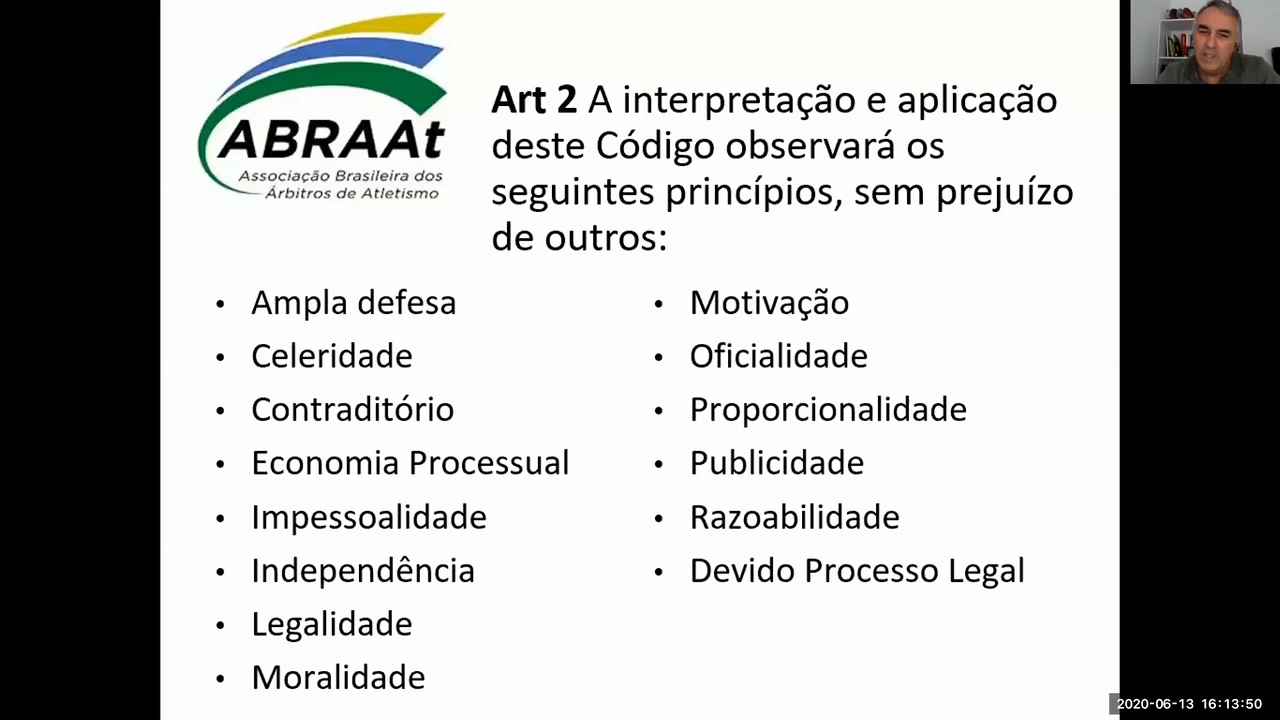 ABRAAt
Associação Brasileira dos
Árbitros de Atletismo
Art 2 A interpretação e aplicação
deste Código observará os
seguintes princípios, sem prejuízo
de outros:
• Ampla defesa
• Celeridade
• Contraditório
• Economia Processual
• Impessoalidade
• Independência
• Legalidade
• Moralidade
• Motivação
• Oficialidade
• Proporcionalidade
• Publicidade
• Razoabilidade
• Devido Processo Legal
2020-06-13 16:13:50